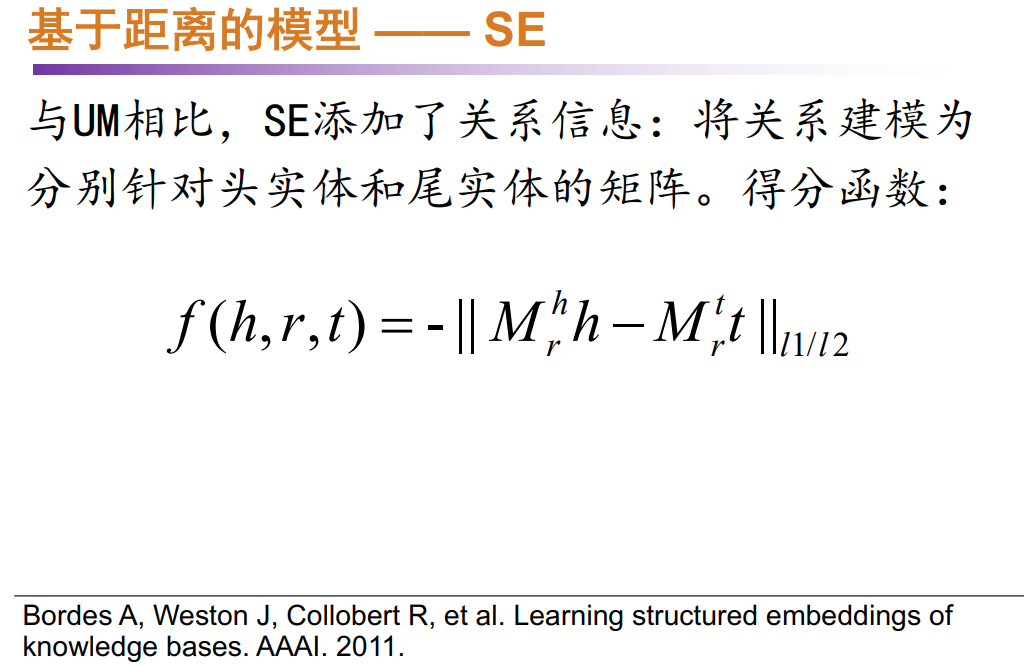 基于距离的模型 —— SE
与UM相比，SE添加了关系信息：将关系建模为
分别针对头实体和尾实体的矩阵。得分函数：
f(h,r,t) = -|| M_r^h h − M_r^t t ||_{l1/l2}
Bordes A, Weston J, Collobert R, et al. Learning structured embeddings of
knowledge bases. AAAI. 2011.